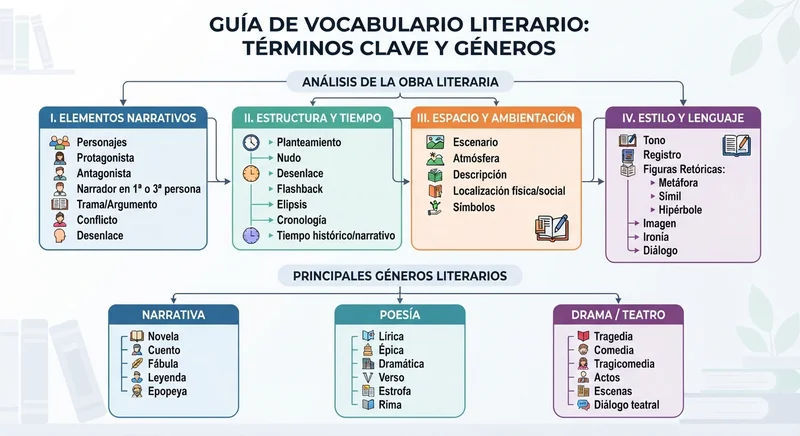 GUÍA DE VOCABULARIO LITERARIO:
TÉRMINOS CLAVE Y GÉNEROS
ANÁLISIS DE LA OBRA LITERARIA
I. ELEMENTOS NARRATIVOS
Personajes
Protagonista
Antagonista
Narrador en 1ª o 3ª persona
Trama/Argumento
Conflicto
Desenlace
II. ESTRUCTURA Y TIEMPO
Planteamiento
Nudo
Desenlace
Flashback
Elipsis
Cronología
Tiempo histórico/narrativo
III. ESPACIO Y AMBIENTACIÓN
Escenario
Atmósfera
Descripción
Localización física/social
Símbolos
IV. ESTILO Y LENGUAJE
Tono
Registro
Figuras Retóricas:
Metáfora
Símil
Hipérbole
Imagen
Ironía
Diálogo
PRINCIPALES GÉNEROS LITERARIOS
NARRATIVA
Novela
Cuento
Fábula
Leyenda
Epopeya
POESÍA
Lírica
Épica
Dramática
Verso
Estrofa
Rima
DRAMA / TEATRO
Tragedia
Comedia
Tragicomedia
Actos
Escenas
Diálogo teatral